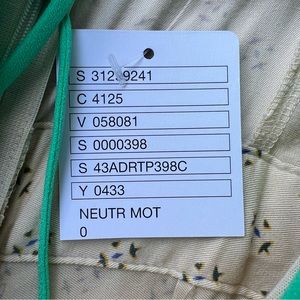 S
C 4125
V 058081
S 0000398
S 43ADRTP398C
Y 0433
NEUTR MOT
0